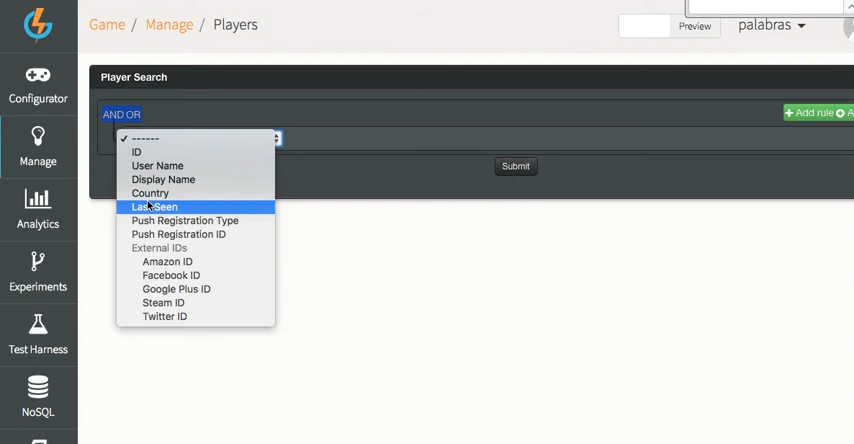 Game / Manage / Players
Preview
palabras
Configurator
Manage
Analytics
Experiments
Test Harness
NoSQL
Player Search
AND OR
Add rule
Submit
------
ID
User Name
Display Name
Country
Last Seen
Push Registration Type
Push Registration ID
External IDs
Amazon ID
Facebook ID
Google Plus ID
Steam ID
Twitter ID